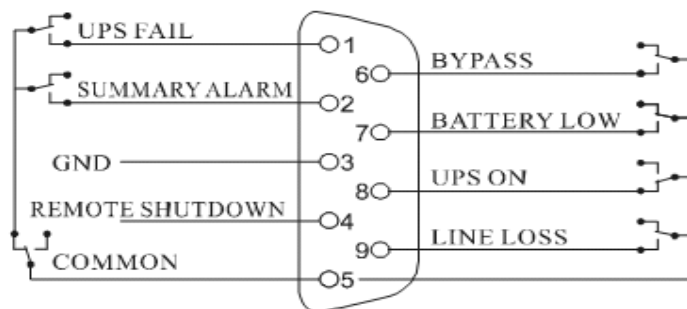 UPS FAIL
1
BYPASS
6
SUMMARY ALARM
2
BATTERY LOW
7
GND
3
UPS ON
8
REMOTE SHUTDOWN
4
LINE LOSS
9
COMMON
5